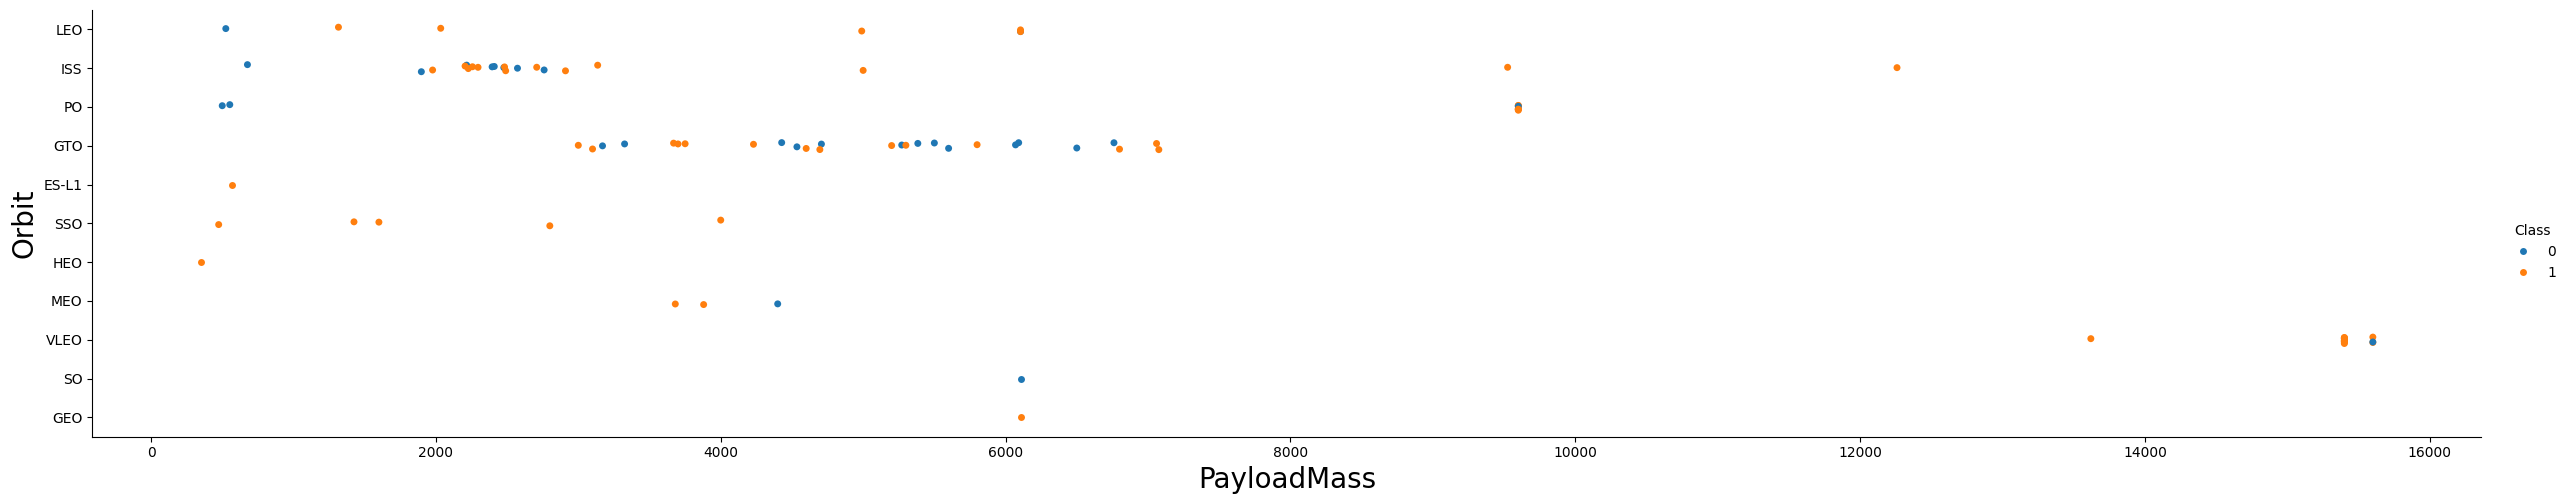 LEO
ISS
PO
GTO
ES-L1
SSO
HEO
MEO
VLEO
SO
GEO
Orbit
0 2000 4000 6000 8000 10000 12000 14000 16000
PayloadMass
Class
0
1